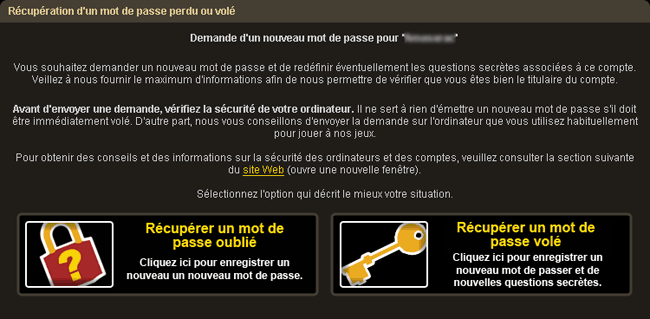 Récupération d'un mot de passe perdu ou volé
Demande d'un nouveau mot de passe pour ' '
Vous souhaitez demander un nouveau mot de passe et de redéfinir éventuellement les questions secrètes associées à ce compte.
Veillez à nous fournir le maximum d'informations afin de nous permettre de vérifier que vous êtes bien le titulaire du compte.
Avant d'envoyer une demande, vérifiez la sécurité de votre ordinateur. Il ne sert à rien d'émettre un nouveau mot de passe s'il doit
être immédiatement volé. D'autre part, nous vous conseillons d'envoyer la demande sur l'ordinateur que vous utilisez habituellement
pour jouer à nos jeux.
Pour obtenir des conseils et des informations sur la sécurité des ordinateurs et des comptes, veuillez consulter la section suivante
du site Web (ouvre une nouvelle fenêtre).
Sélectionnez l'option qui décrit le mieux votre situation.
Récupérer un mot de
passe oublié
Cliquez ici pour enregistrer un
nouveau un nouveau mot de passe.
Récupérer un mot de
passe volé
Cliquez ici pour enregistrer un
nouveau mot de passer et de
nouvelles questions secrètes.